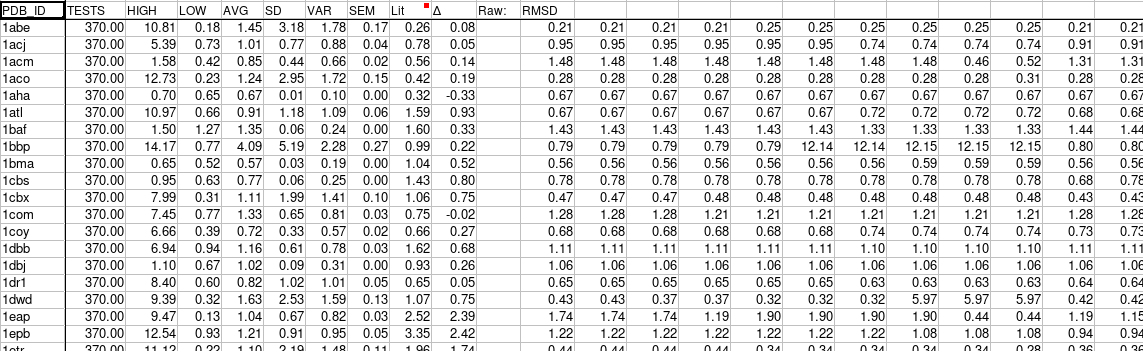 PDB_ID TESTS HIGH LOW AVG SD VAR SEM Lit Δ Raw: RMSD
1abe 370.00 10.81 0.18 1.45 3.18 1.78 0.17 0.26 0.08 0.21 0.21 0.21 0.21 0.25 0.25 0.25 0.25 0.25 0.25 0.21 0.21
1acj 370.00 5.39 0.73 1.01 0.77 0.88 0.04 0.78 0.05 0.95 0.95 0.95 0.95 0.95 0.95 0.74 0.74 0.74 0.74 0.91 0.91
1acm 370.00 1.58 0.42 0.85 0.44 0.66 0.02 0.56 0.14 1.48 1.48 1.48 1.48 1.48 1.48 1.48 1.48 0.46 0.52 1.31 1.31
1aco 370.00 12.73 0.23 1.24 2.95 1.72 0.15 0.42 0.19 0.28 0.28 0.28 0.28 0.28 0.28 0.28 0.28 0.28 0.31 0.28 0.28
1aha 370.00 0.70 0.65 0.67 0.01 0.10 0.00 0.32 -0.33 0.67 0.67 0.67 0.67 0.67 0.67 0.67 0.67 0.67 0.67 0.67 0.67
1atl 370.00 10.97 0.66 0.91 1.18 1.09 0.06 1.59 0.93 0.67 0.67 0.67 0.67 0.67 0.67 0.72 0.72 0.72 0.72 0.68 0.68
1baf 370.00 1.50 1.27 1.35 0.06 0.24 0.00 1.60 0.33 1.43 1.43 1.43 1.43 1.43 1.43 1.33 1.33 1.33 1.33 1.44 1.44
1bbp 370.00 14.17 0.77 4.09 5.19 2.28 0.27 0.99 0.22 0.79 0.79 0.79 0.79 0.79 12.14 12.14 12.15 12.15 12.15 0.80 0.80
1bma 370.00 0.65 0.52 0.57 0.03 0.19 0.00 1.04 0.52 0.56 0.56 0.56 0.56 0.56 0.56 0.56 0.59 0.59 0.59 0.56 0.56
1cbs 370.00 0.95 0.63 0.77 0.06 0.25 0.00 1.43 0.80 0.78 0.78 0.78 0.78 0.78 0.78 0.78 0.78 0.78 0.78 0.68 0.78
1cbx 370.00 7.99 0.31 1.11 1.99 1.41 0.10 1.06 0.75 0.47 0.47 0.47 0.48 0.48 0.48 0.48 0.48 0.48 0.48 0.43 0.43
1com 370.00 7.45 0.77 1.33 0.65 0.81 0.03 0.75 -0.02 1.28 1.28 1.28 1.21 1.21 1.21 1.21 1.21 1.21 1.21 1.28 1.28
1coy 370.00 6.66 0.39 0.72 0.33 0.57 0.02 0.66 0.27 0.68 0.68 0.68 0.68 0.68 0.68 0.74 0.74 0.74 0.74 0.73 0.73
1dbb 370.00 6.94 0.94 1.16 0.61 0.78 0.03 1.62 0.68 1.11 1.11 1.11 1.11 1.11 1.11 1.10 1.10 1.10 1.10 1.11 1.11
1dbj 370.00 1.10 0.67 1.02 0.09 0.31 0.00 0.93 0.26 1.06 1.06 1.06 1.06 1.06 1.06 1.06 1.06 1.06 1.06 1.06 1.06
1dr1 370.00 8.40 0.60 0.82 1.02 1.01 0.05 0.65 0.05 0.65 0.65 0.65 0.65 0.65 0.65 0.63 0.63 0.63 0.63 0.64 0.64
1dwd 370.00 9.39 0.32 1.63 2.53 1.59 0.13 1.07 0.75 0.43 0.43 0.37 0.37 0.32 0.32 0.32 5.97 5.97 5.97 0.42 0.42
1eap 370.00 9.47 0.13 1.04 0.67 0.82 0.03 2.52 2.39 1.74 1.74 1.74 1.19 1.90 1.90 1.90 1.90 0.44 0.44 1.19 1.15
1epb 370.00 12.54 0.93 1.21 0.91 0.95 0.05 3.35 2.42 1.22 1.22 1.22 1.22 1.22 1.22 1.22 1.08 1.08 1.08 0.94 0.94